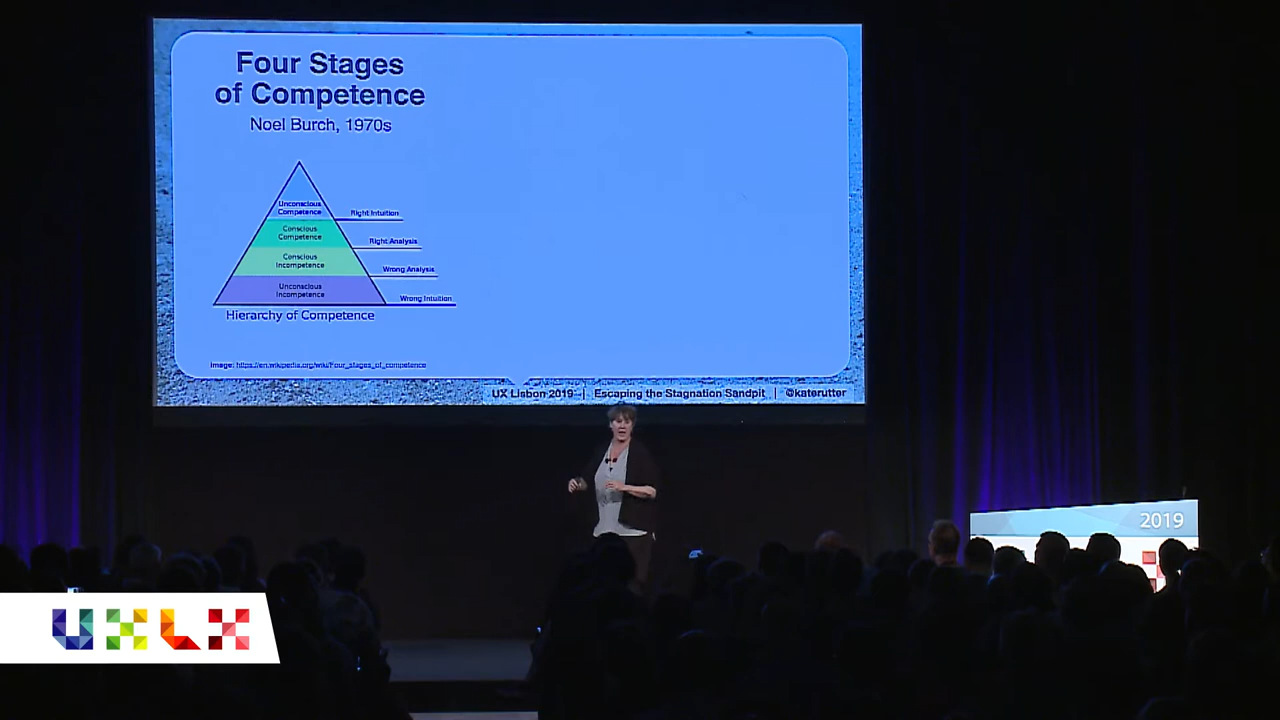 Four Stages
of Competence
Noel Burch, 1970s
Unconscious
Competence
Right Intuition
Conscious
Competence
Right Analysis
Conscious
Incompetence
Wrong Analysis
Unconscious
Incompetence
Wrong Intuition
Hierarchy of Competence
Image: https://en.wikipedia.org/wiki/Four_stages_of_competence
UX Lisbon 2019 | Escaping the Stagnation Sandpit | @katerutter
2019
UXLX